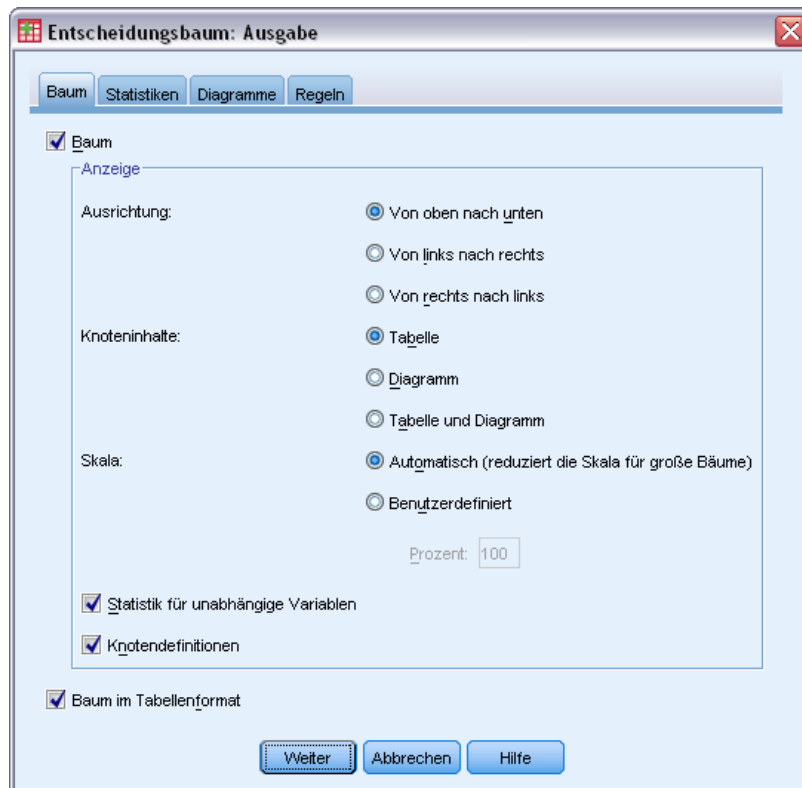 Entscheidungsbaum: Ausgabe
Baum Statistiken Diagramme Regeln
Baum
Anzeige
Ausrichtung: Von oben nach unten
Von links nach rechts
Von rechts nach links
Knoteninhalte: Tabelle
Diagramm
Tabelle und Diagramm
Skala: Automatisch (reduziert die Skala für große Bäume)
Benutzerdefiniert
Prozent: 100
Statistik für unabhängige Variablen
Knotendefinitionen
Baum im Tabellenformat
Weiter Abbrechen Hilfe